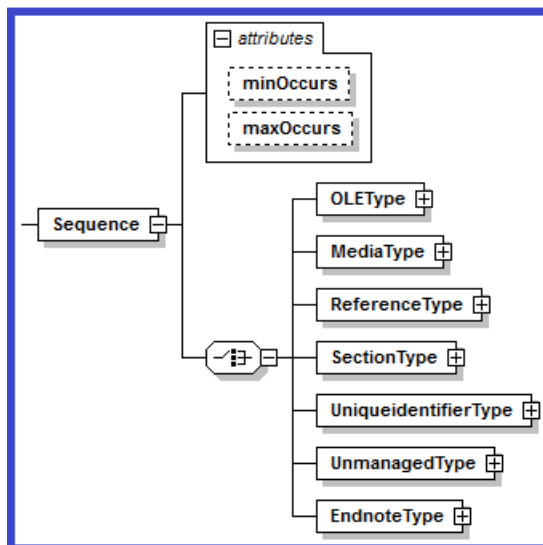 attributes
minOccurs
maxOccurs
Sequence
OLEType
MediaType
ReferenceType
SectionType
UniqueidentifierType
UnmanagedType
EndnoteType